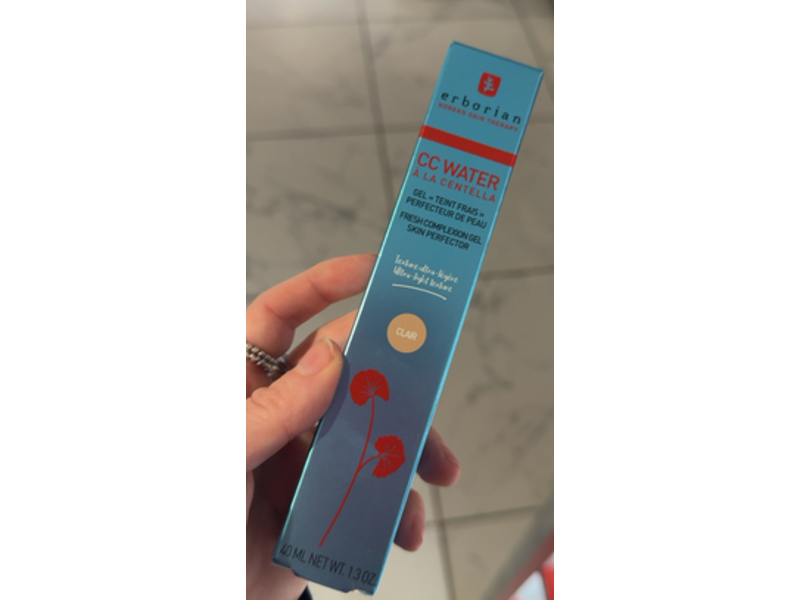 erborian
KOREAN SKIN THERAPY
CC WATER
À LA CENTELLA
GEL « TEINT FRAIS »
PERFECTEUR DE PEAU
FRESH COMPLEXION GEL
SKIN PERFECTOR
Texture ultra-légère
Ultra-light texture
CLAIR
40 ML NET WT. 1.3 OZ.